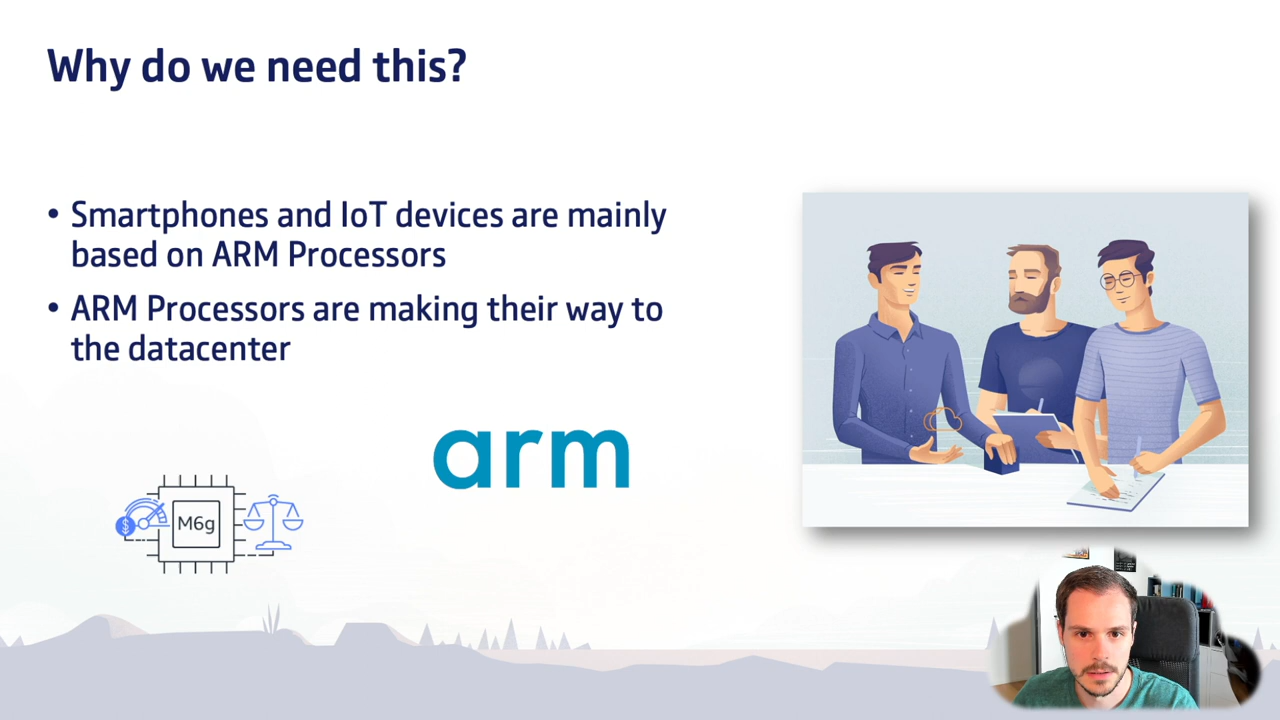 Why do we need this?
• Smartphones and IoT devices are mainly
based on ARM Processors
• ARM Processors are making their way to
the datacenter
arm
M6g
$